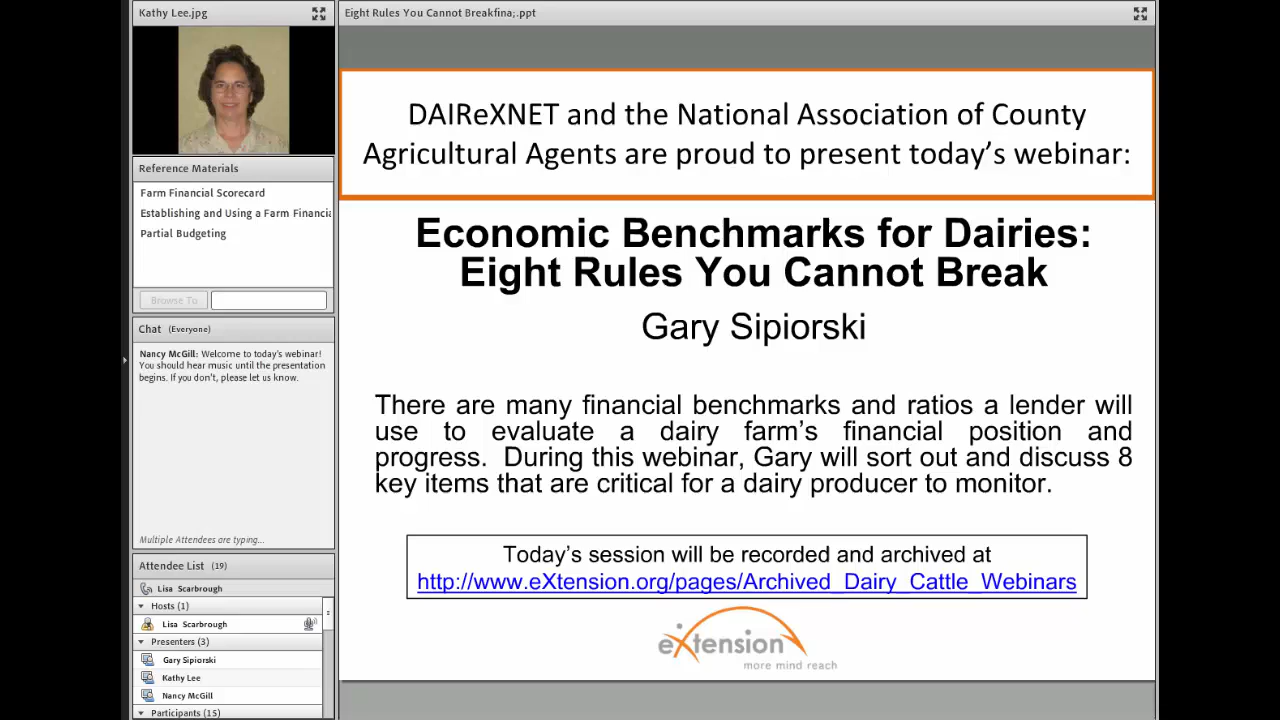 Kathy Lee.jpg
Reference Materials
Farm Financial Scorecard
Establishing and Using a Farm Financia
Partial Budgeting
Browse To
Chat (Everyone)
Nancy McGill: Welcome to today's webinar!
You should hear music until the presentation
begins. If you don't, please let us know.
Multiple Attendees are typing...
Attendee List (19)
Lisa Scarbrough
Hosts (1)
Lisa Scarbrough
Presenters (3)
Gary Sipiorski
Kathy Lee
Nancy McGill
Participants (15)
Eight Rules You Cannot Breakfina;.ppt
DAIReXNET and the National Association of County
Agricultural Agents are proud to present today's webinar:
Economic Benchmarks for Dairies:
Eight Rules You Cannot Break
Gary Sipiorski
There are many financial benchmarks and ratios a lender will
use to evaluate a dairy farm's financial position and
progress. During this webinar, Gary will sort out and discuss 8
key items that are critical for a dairy producer to monitor.
Today's session will be recorded and archived at
http://www.eXtension.org/pages/Archived_Dairy_Cattle_Webinars
eXtension
more mind reach